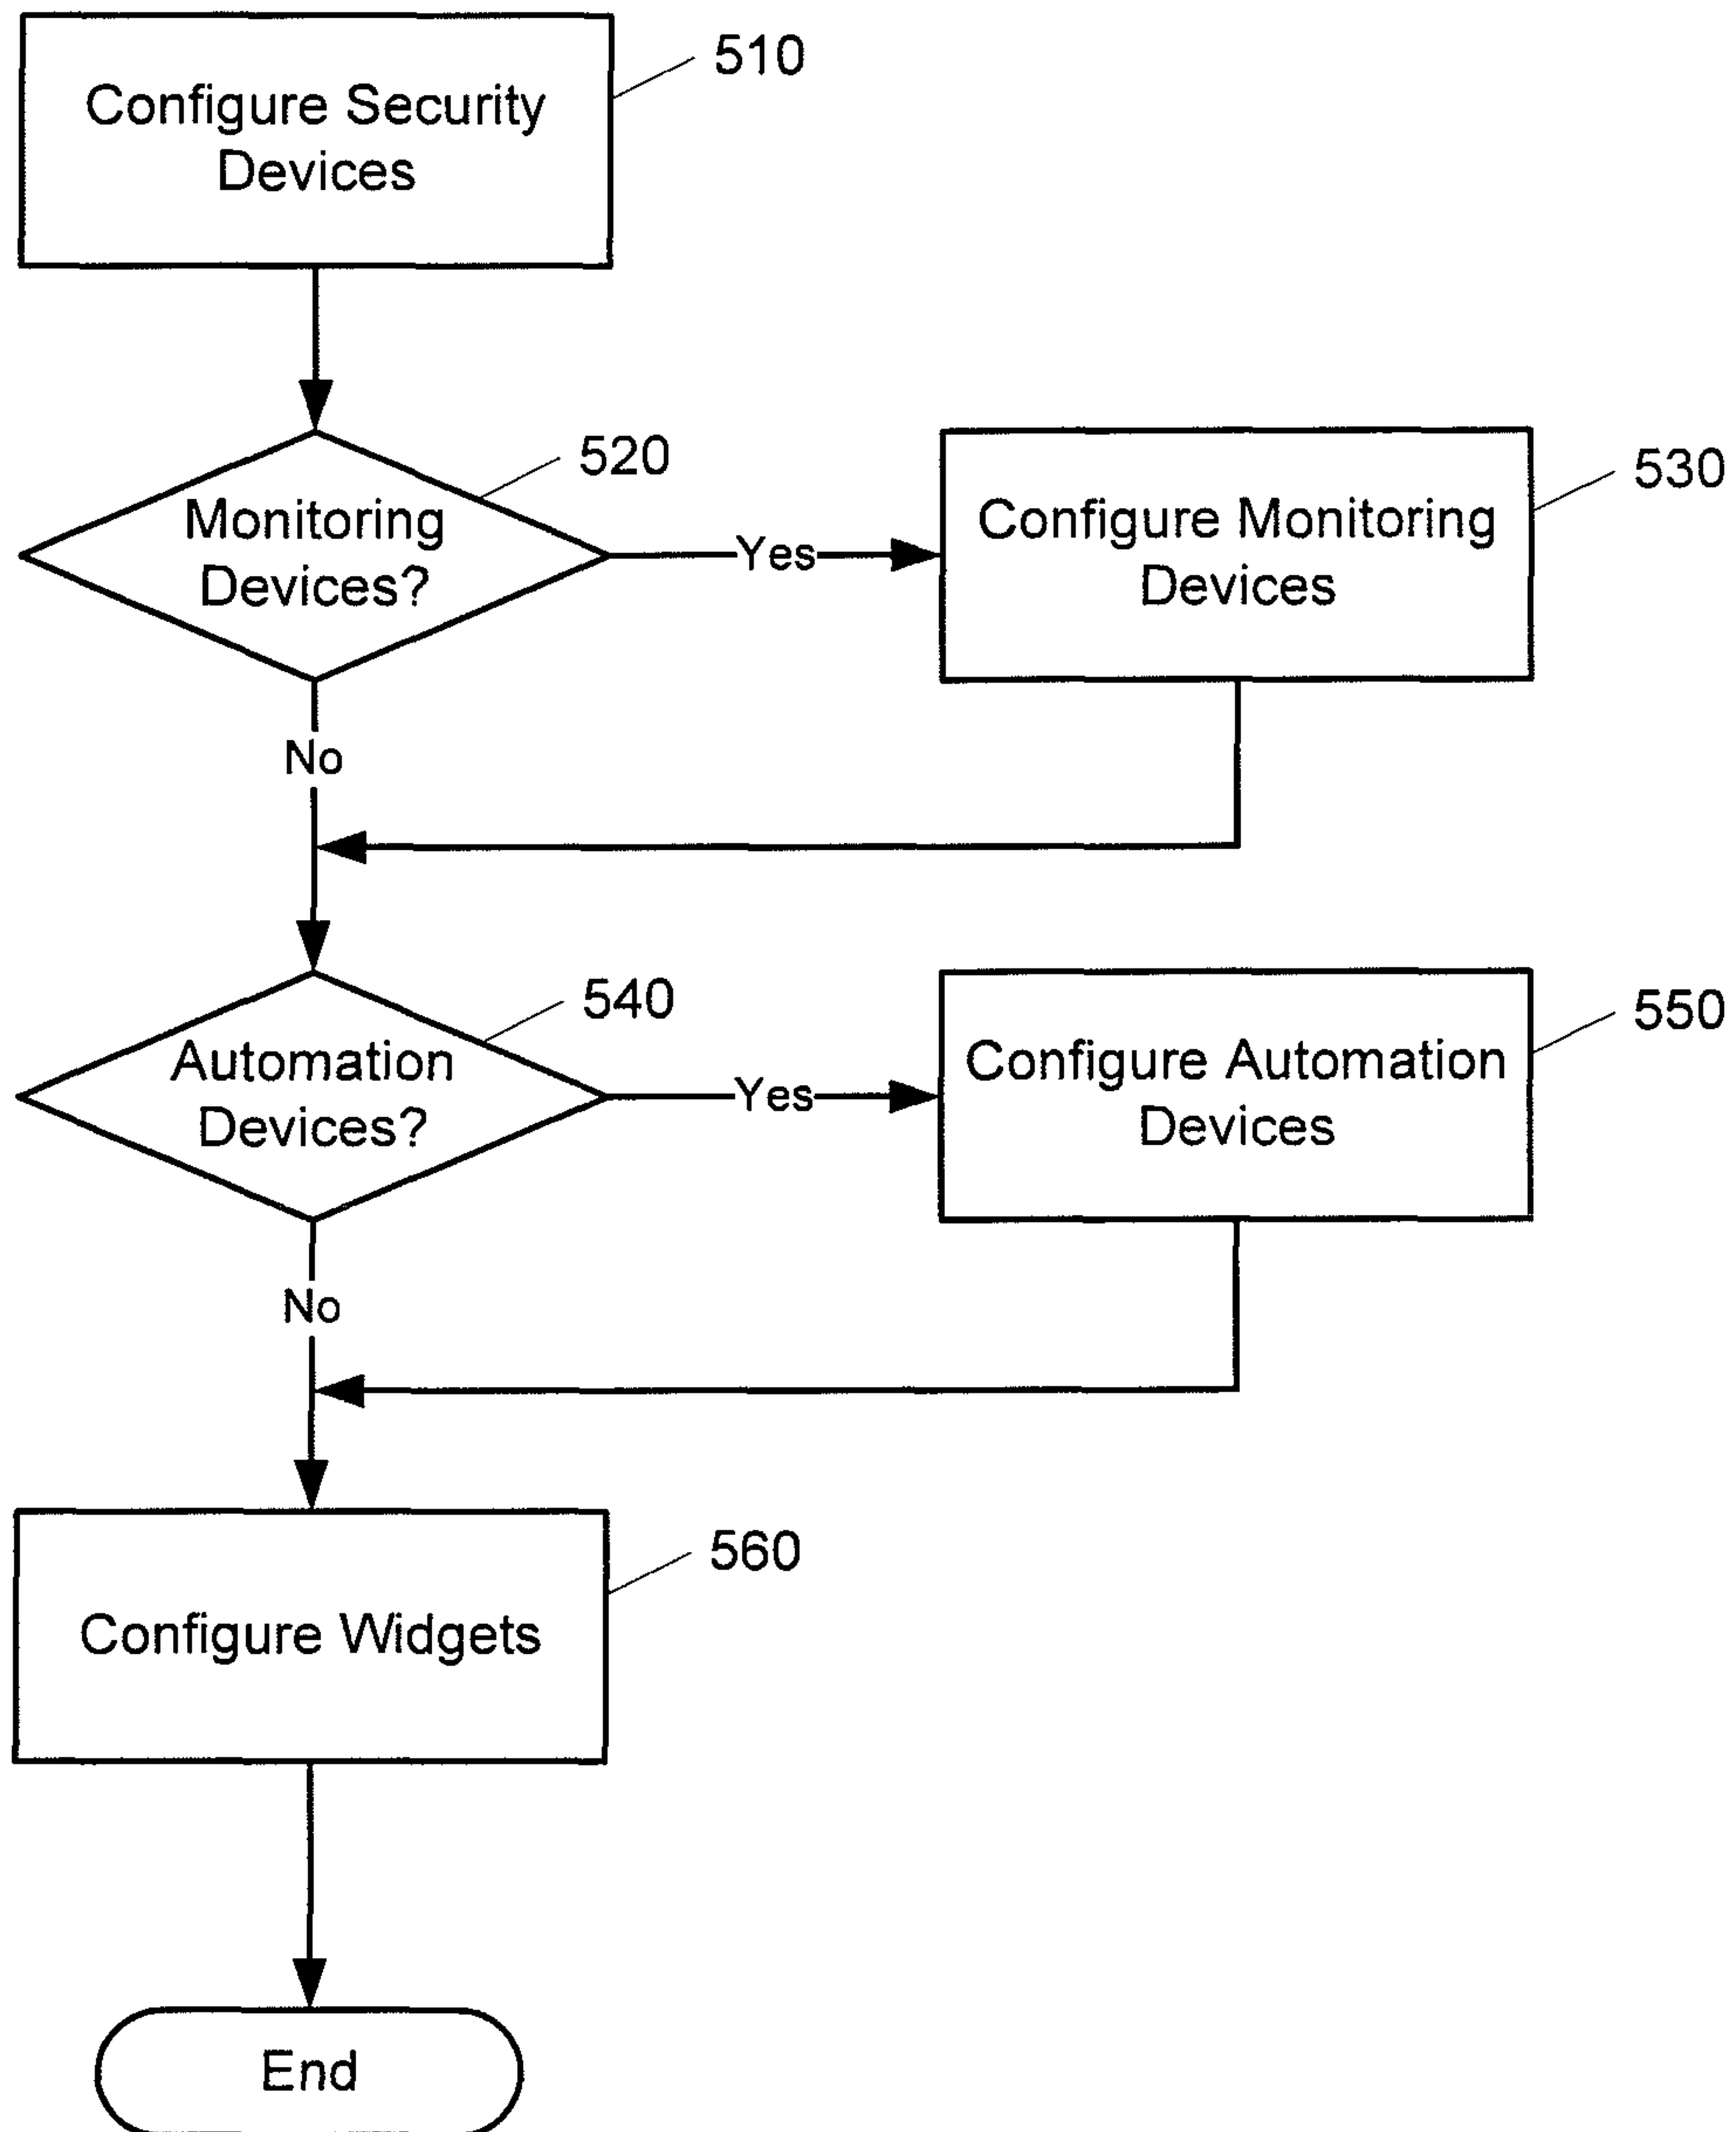 Configure Security
Devices
510
Monitoring
Devices?
520
Yes
Configure Monitoring
Devices
530
No
Automation
Devices?
540
Yes
Configure Automation
Devices
550
No
Configure Widgets
560
End